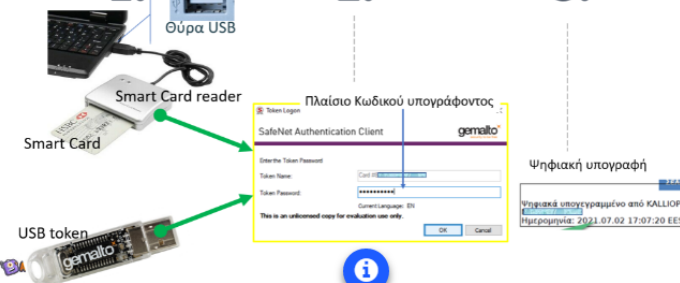 Θύρα USB
Smart Card reader
Smart Card
USB token
gemalto
Πλαίσιο Κωδικού υπογράφοντος
Token Logon
SafeNet Authentication Client
gemalto
Enter the Token Password
Token Name:
Card #
Token Password:
••••••••••
Current Language: EN
This is an unlicensed copy for evaluation use only.
OK
Cancel
Ψηφιακή υπογραφή
Ψηφιακά υπογεγραμμένο από KALLIOP
Ημερομηνία: 2021.07.02 17:07:20 EES